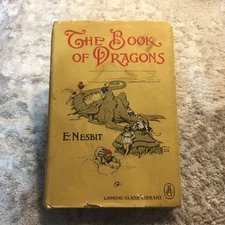 THE BOOK
OF DRAGONS
E. NESBIT
LOOKING GLASS LIBRARY